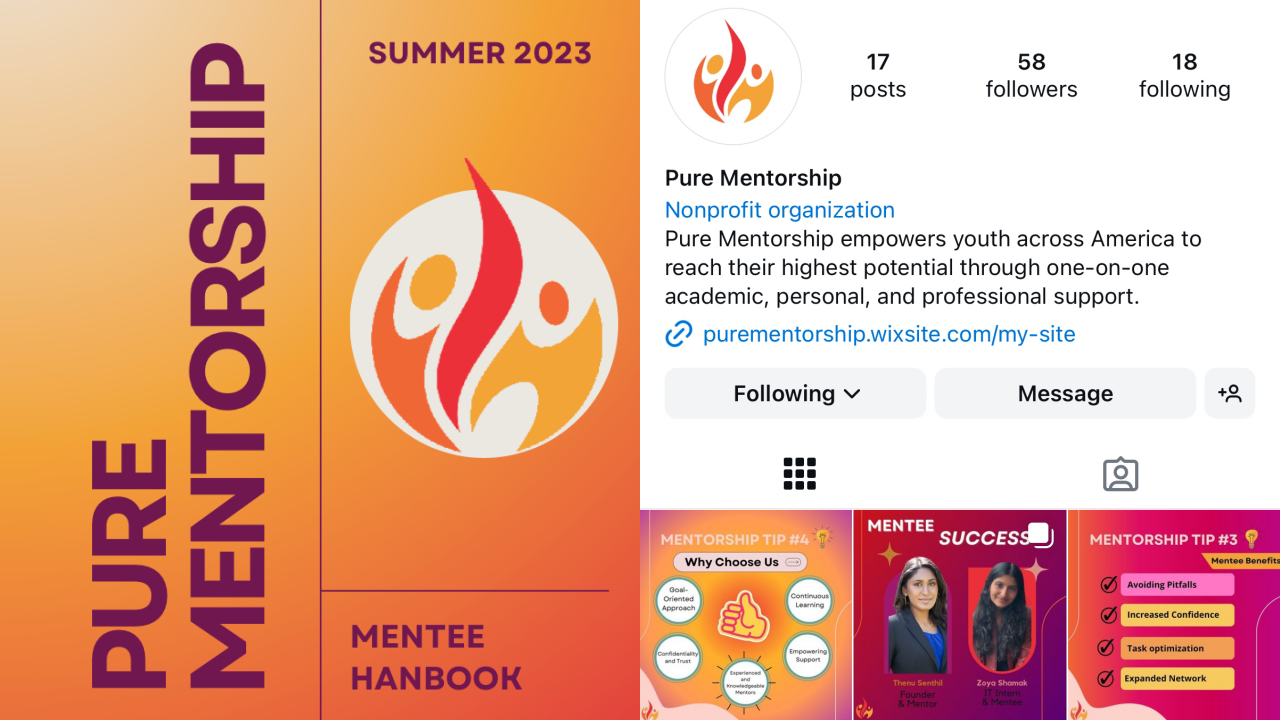 PURE
MENTORSHIP
SUMMER 2023
MENTEE
HANBOOK
17
posts
58
followers
18
following
Pure Mentorship
Nonprofit organization
Pure Mentorship empowers youth across America to
reach their highest potential through one-on-one
academic, personal, and professional support.
purementorship.wixsite.com/my-site
Following
Message
MENTORSHIP TIP #4
Why Choose Us
Goal-
Oriented
Approach
Continuous
Learning
Confidentiality
and Trust
Empowering
Support
Experienced
and
Knowledgeable
Mentors
MENTEE
SUCCESS
Thenu Senthil
Founder
& Mentor
Zoya Shamak
IT Intern
& Mentee
MENTORSHIP TIP #3
Mentee Benefits
Avoiding Pitfalls
Increased Confidence
Task optimization
Expanded Network